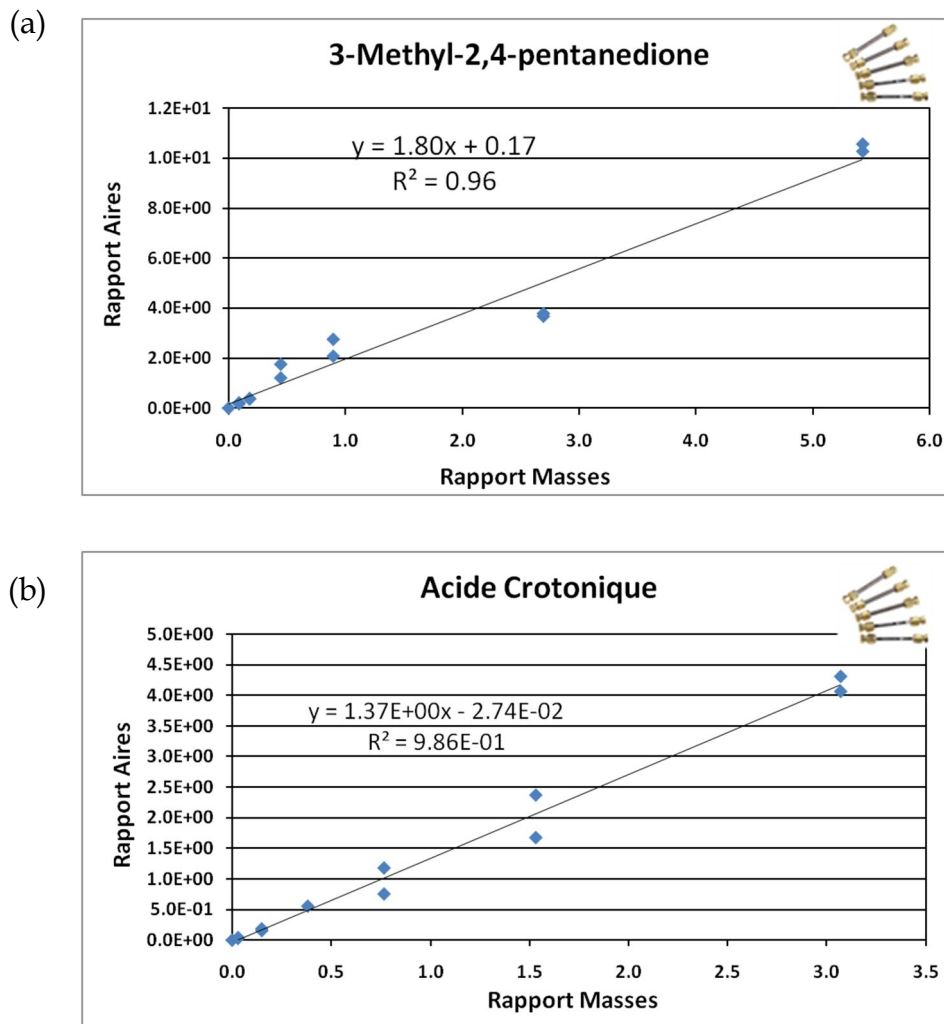 (a)
3-Methyl-2,4-pentanedione
1.2E+01
1.0E+01
8.0E+00
6.0E+00
4.0E+00
2.0E+00
0.0E+00
Rapport Aires
y = 1.80x + 0.17
R² = 0.96
0.0 1.0 2.0 3.0 4.0 5.0 6.0
Rapport Masses
(b)
Acide Crotonique
5.0E+00
4.5E+00
4.0E+00
3.5E+00
3.0E+00
2.5E+00
2.0E+00
1.5E+00
1.0E+00
5.0E-01
0.0E+00
Rapport Aires
y = 1.37E+00x - 2.74E-02
R² = 9.86E-01
0.0 0.5 1.0 1.5 2.0 2.5 3.0 3.5
Rapport Masses